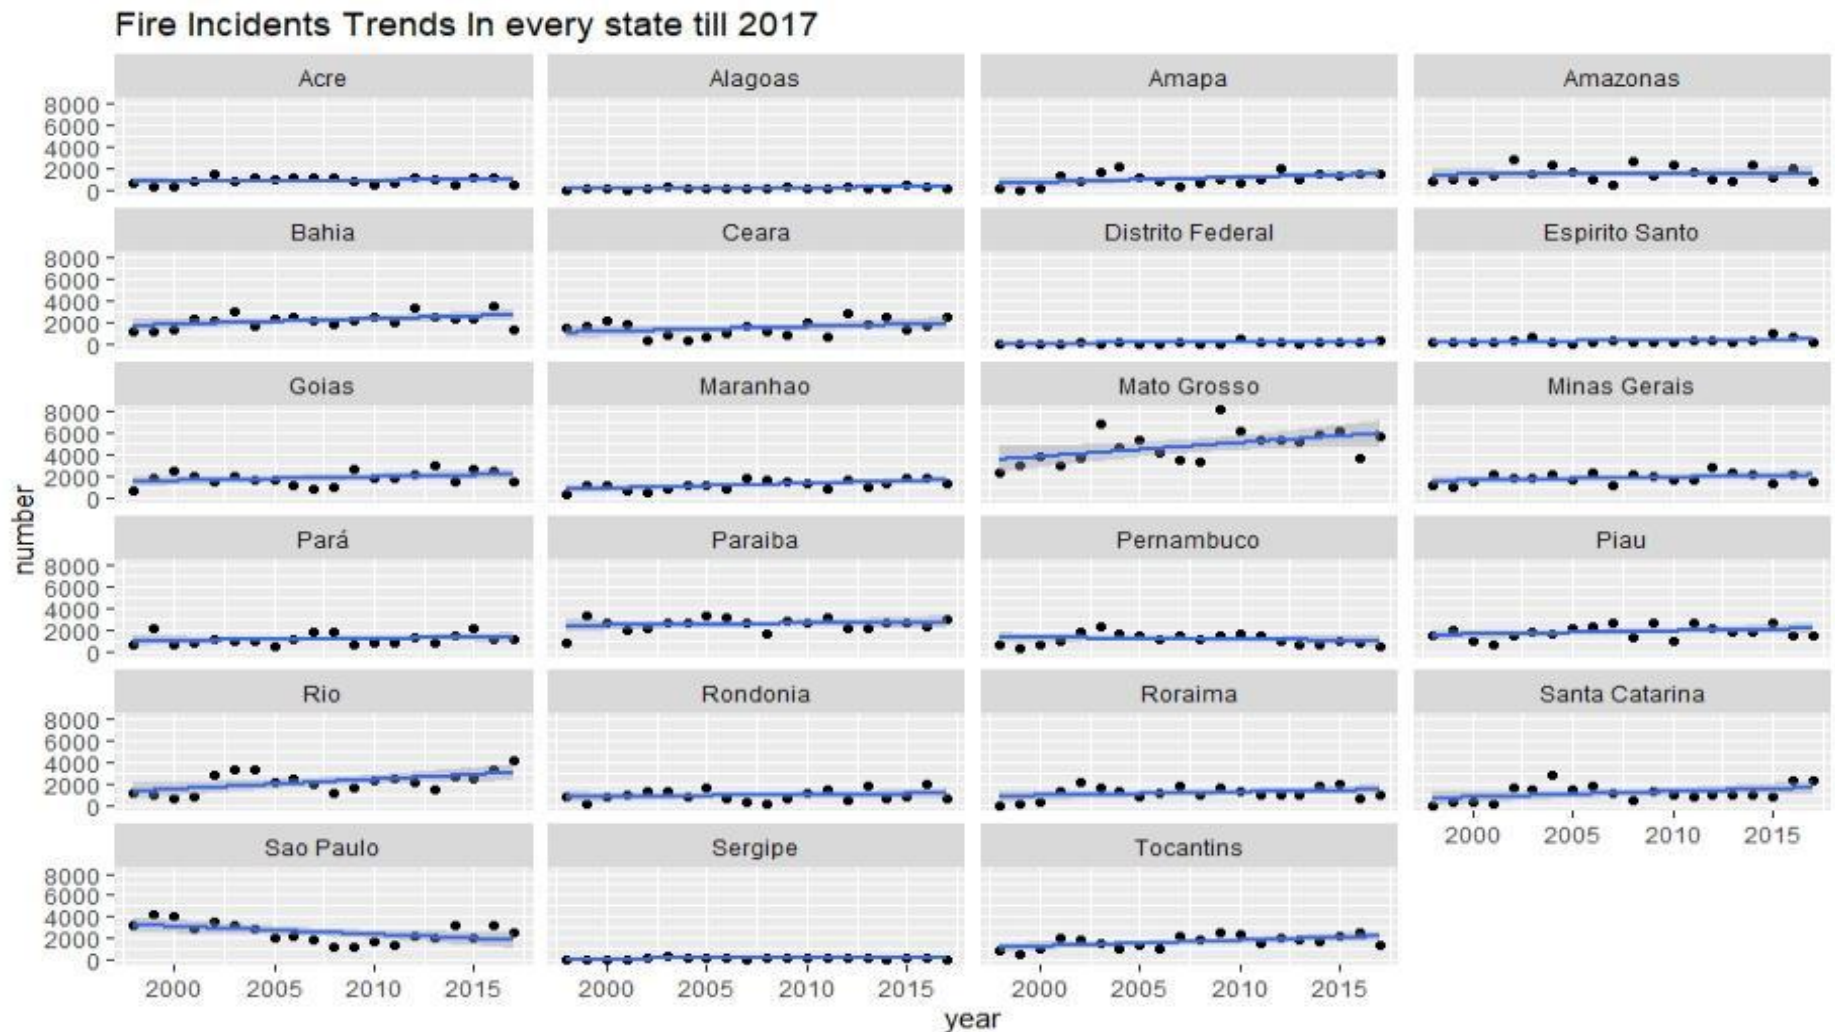 Fire Incidents Trends In every state till 2017
Acre Alagoas Amapa Amazonas
8000
6000
4000
2000
0
Bahia Ceara Distrito Federal Espirito Santo
8000
6000
4000
2000
0
Goias Maranhao Mato Grosso Minas Gerais
8000
6000
4000
2000
0
number
Pará Paraiba Pernambuco Piau
8000
6000
4000
2000
0
Rio Rondonia Roraima Santa Catarina
8000
6000
4000
2000
0
2000 2005 2010 2015
Sao Paulo Sergipe Tocantins
8000
6000
4000
2000
0
2000 2005 2010 2015 2000 2005 2010 2015 2000 2005 2010 2015
year